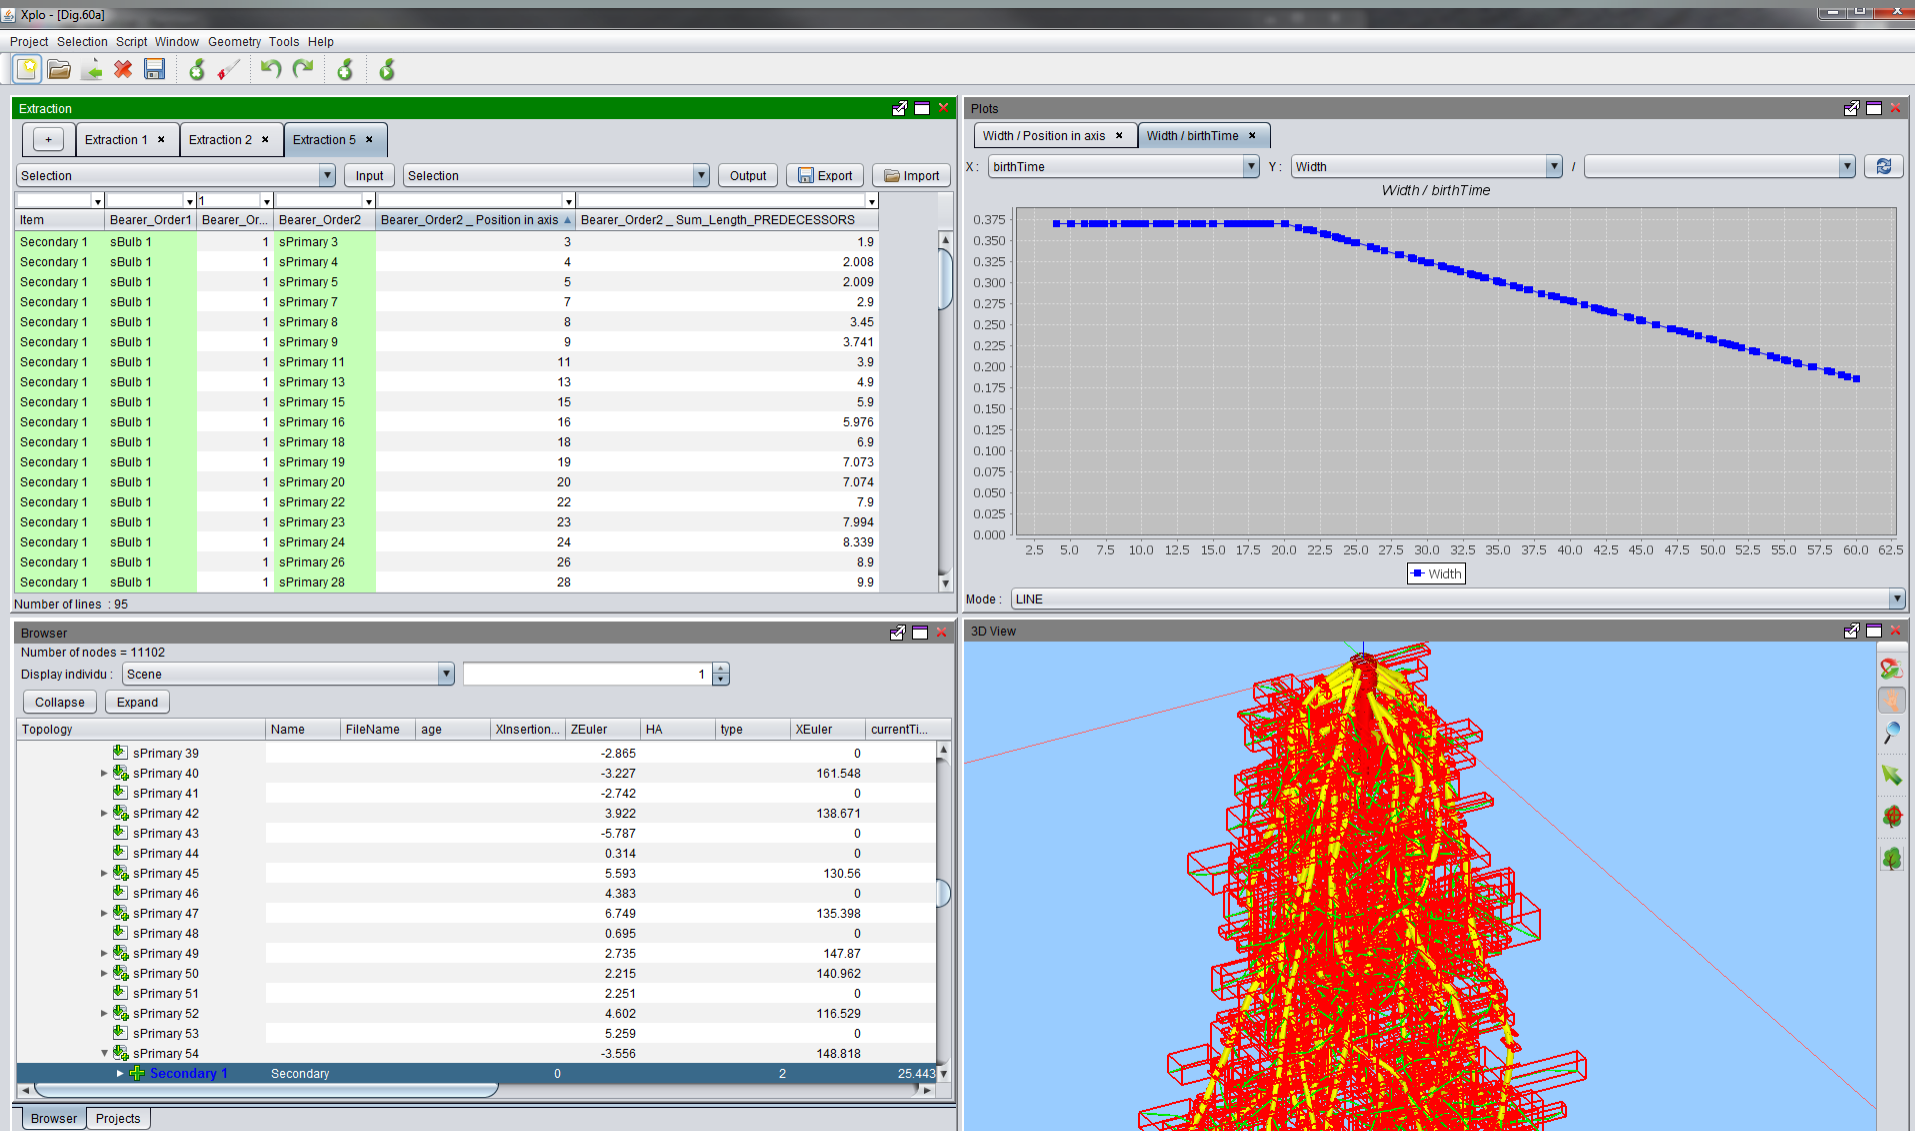 Xplo - [Dig.60a]
Project Selection Script Window Geometry Tools Help
Extraction
+ Extraction 1 × Extraction 2 × Extraction 5 ×
Selection Input Selection Output Export Import
1
Item Bearer_Order1 Bearer_Or... Bearer_Order2 Bearer_Order2 _ Position in axis Bearer_Order2 _ Sum_Length_PREDECESSORS
Secondary 1 sBulb 1 1 sPrimary 3 3 1.9
Secondary 1 sBulb 1 1 sPrimary 4 4 2.008
Secondary 1 sBulb 1 1 sPrimary 5 5 2.009
Secondary 1 sBulb 1 1 sPrimary 7 7 2.9
Secondary 1 sBulb 1 1 sPrimary 8 8 3.45
Secondary 1 sBulb 1 1 sPrimary 9 9 3.741
Secondary 1 sBulb 1 1 sPrimary 11 11 3.9
Secondary 1 sBulb 1 1 sPrimary 13 13 4.9
Secondary 1 sBulb 1 1 sPrimary 15 15 5.9
Secondary 1 sBulb 1 1 sPrimary 16 16 5.976
Secondary 1 sBulb 1 1 sPrimary 18 18 6.9
Secondary 1 sBulb 1 1 sPrimary 19 19 7.073
Secondary 1 sBulb 1 1 sPrimary 20 20 7.074
Secondary 1 sBulb 1 1 sPrimary 22 22 7.9
Secondary 1 sBulb 1 1 sPrimary 23 23 7.994
Secondary 1 sBulb 1 1 sPrimary 24 24 8.339
Secondary 1 sBulb 1 1 sPrimary 26 26 8.9
Secondary 1 sBulb 1 1 sPrimary 28 28 9.9
Number of lines : 95
Plots
Width / Position in axis × Width / birthTime ×
X : birthTime Y : Width /
Width / birthTime
0.375
0.350
0.325
0.300
0.275
0.250
0.225
0.200
0.175
0.150
0.125
0.100
0.075
0.050
0.025
0.000
2.5 5.0 7.5 10.0 12.5 15.0 17.5 20.0 22.5 25.0 27.5 30.0 32.5 35.0 37.5 40.0 42.5 45.0 47.5 50.0 52.5 55.0 57.5 60.0 62.5
Width
Mode : LINE
Browser
Number of nodes = 11102
Display individu : Scene 1
Collapse Expand
Topology Name FileName age XInsertion... ZEuler HA type XEuler currentTi...
sPrimary 39 -2.865 0
sPrimary 40 -3.227 161.548
sPrimary 41 -2.742 0
sPrimary 42 3.922 138.671
sPrimary 43 -5.787 0
sPrimary 44 0.314 0
sPrimary 45 5.593 130.56
sPrimary 46 4.383 0
sPrimary 47 6.749 135.398
sPrimary 48 0.695 0
sPrimary 49 2.735 147.87
sPrimary 50 2.215 140.962
sPrimary 51 2.251 0
sPrimary 52 4.602 116.529
sPrimary 53 5.259 0
sPrimary 54 -3.556 148.818
Secondary 1 Secondary 0 2 25.443
Browser Projects
3D View